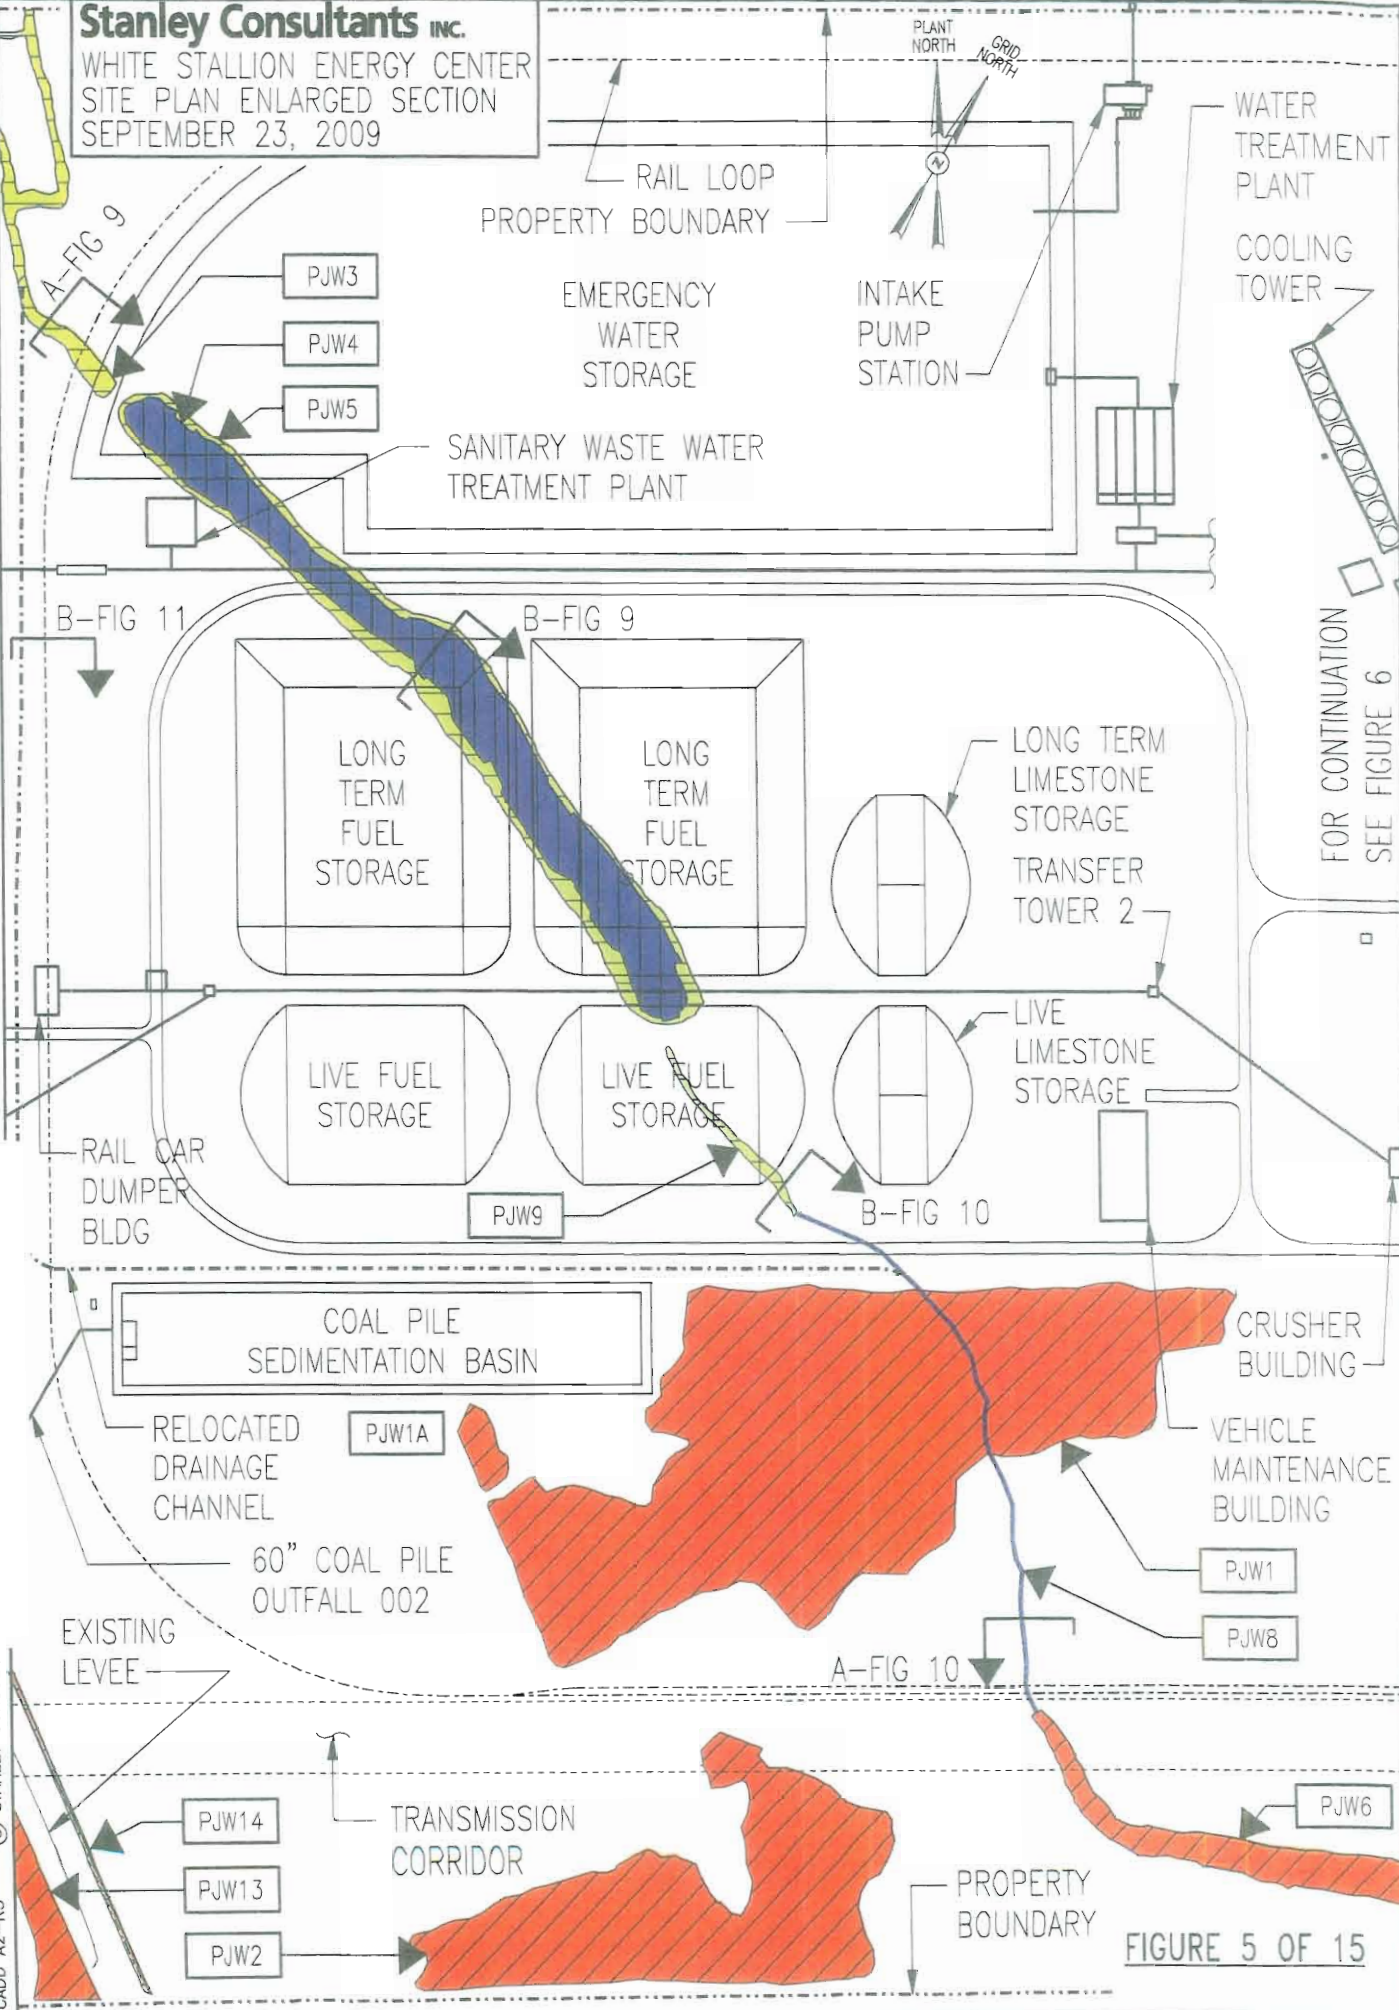 Stanley Consultants INC.
WHITE STALLION ENERGY CENTER
SITE PLAN ENLARGED SECTION
SEPTEMBER 23, 2009
PLANT
NORTH
GRID
NORTH
N
WATER
TREATMENT
PLANT
RAIL LOOP
PROPERTY BOUNDARY
A-FIG 9
PJW3
PJW4
PJW5
EMERGENCY
WATER
STORAGE
INTAKE
PUMP
STATION
COOLING
TOWER
SANITARY WASTE WATER
TREATMENT PLANT
B-FIG 11
B-FIG 9
FOR CONTINUATION
SEE FIGURE 6
LONG
TERM
FUEL
STORAGE
LONG
TERM
FUEL
STORAGE
LONG TERM
LIMESTONE
STORAGE
TRANSFER
TOWER 2
LIVE FUEL
STORAGE
LIVE FUEL
STORAGE
LIVE
LIMESTONE
STORAGE
RAIL CAR
DUMPER
BLDG
PJW9
B-FIG 10
COAL PILE
SEDIMENTATION BASIN
CRUSHER
BUILDING
RELOCATED
DRAINAGE
CHANNEL
PJW1A
VEHICLE
MAINTENANCE
BUILDING
60" COAL PILE
OUTFALL 002
PJW1
PJW8
EXISTING
LEVEE
A-FIG 10
PJW14
PJW13
PJW2
TRANSMISSION
CORRIDOR
PJW6
PROPERTY
BOUNDARY
FIGURE 5 OF 15